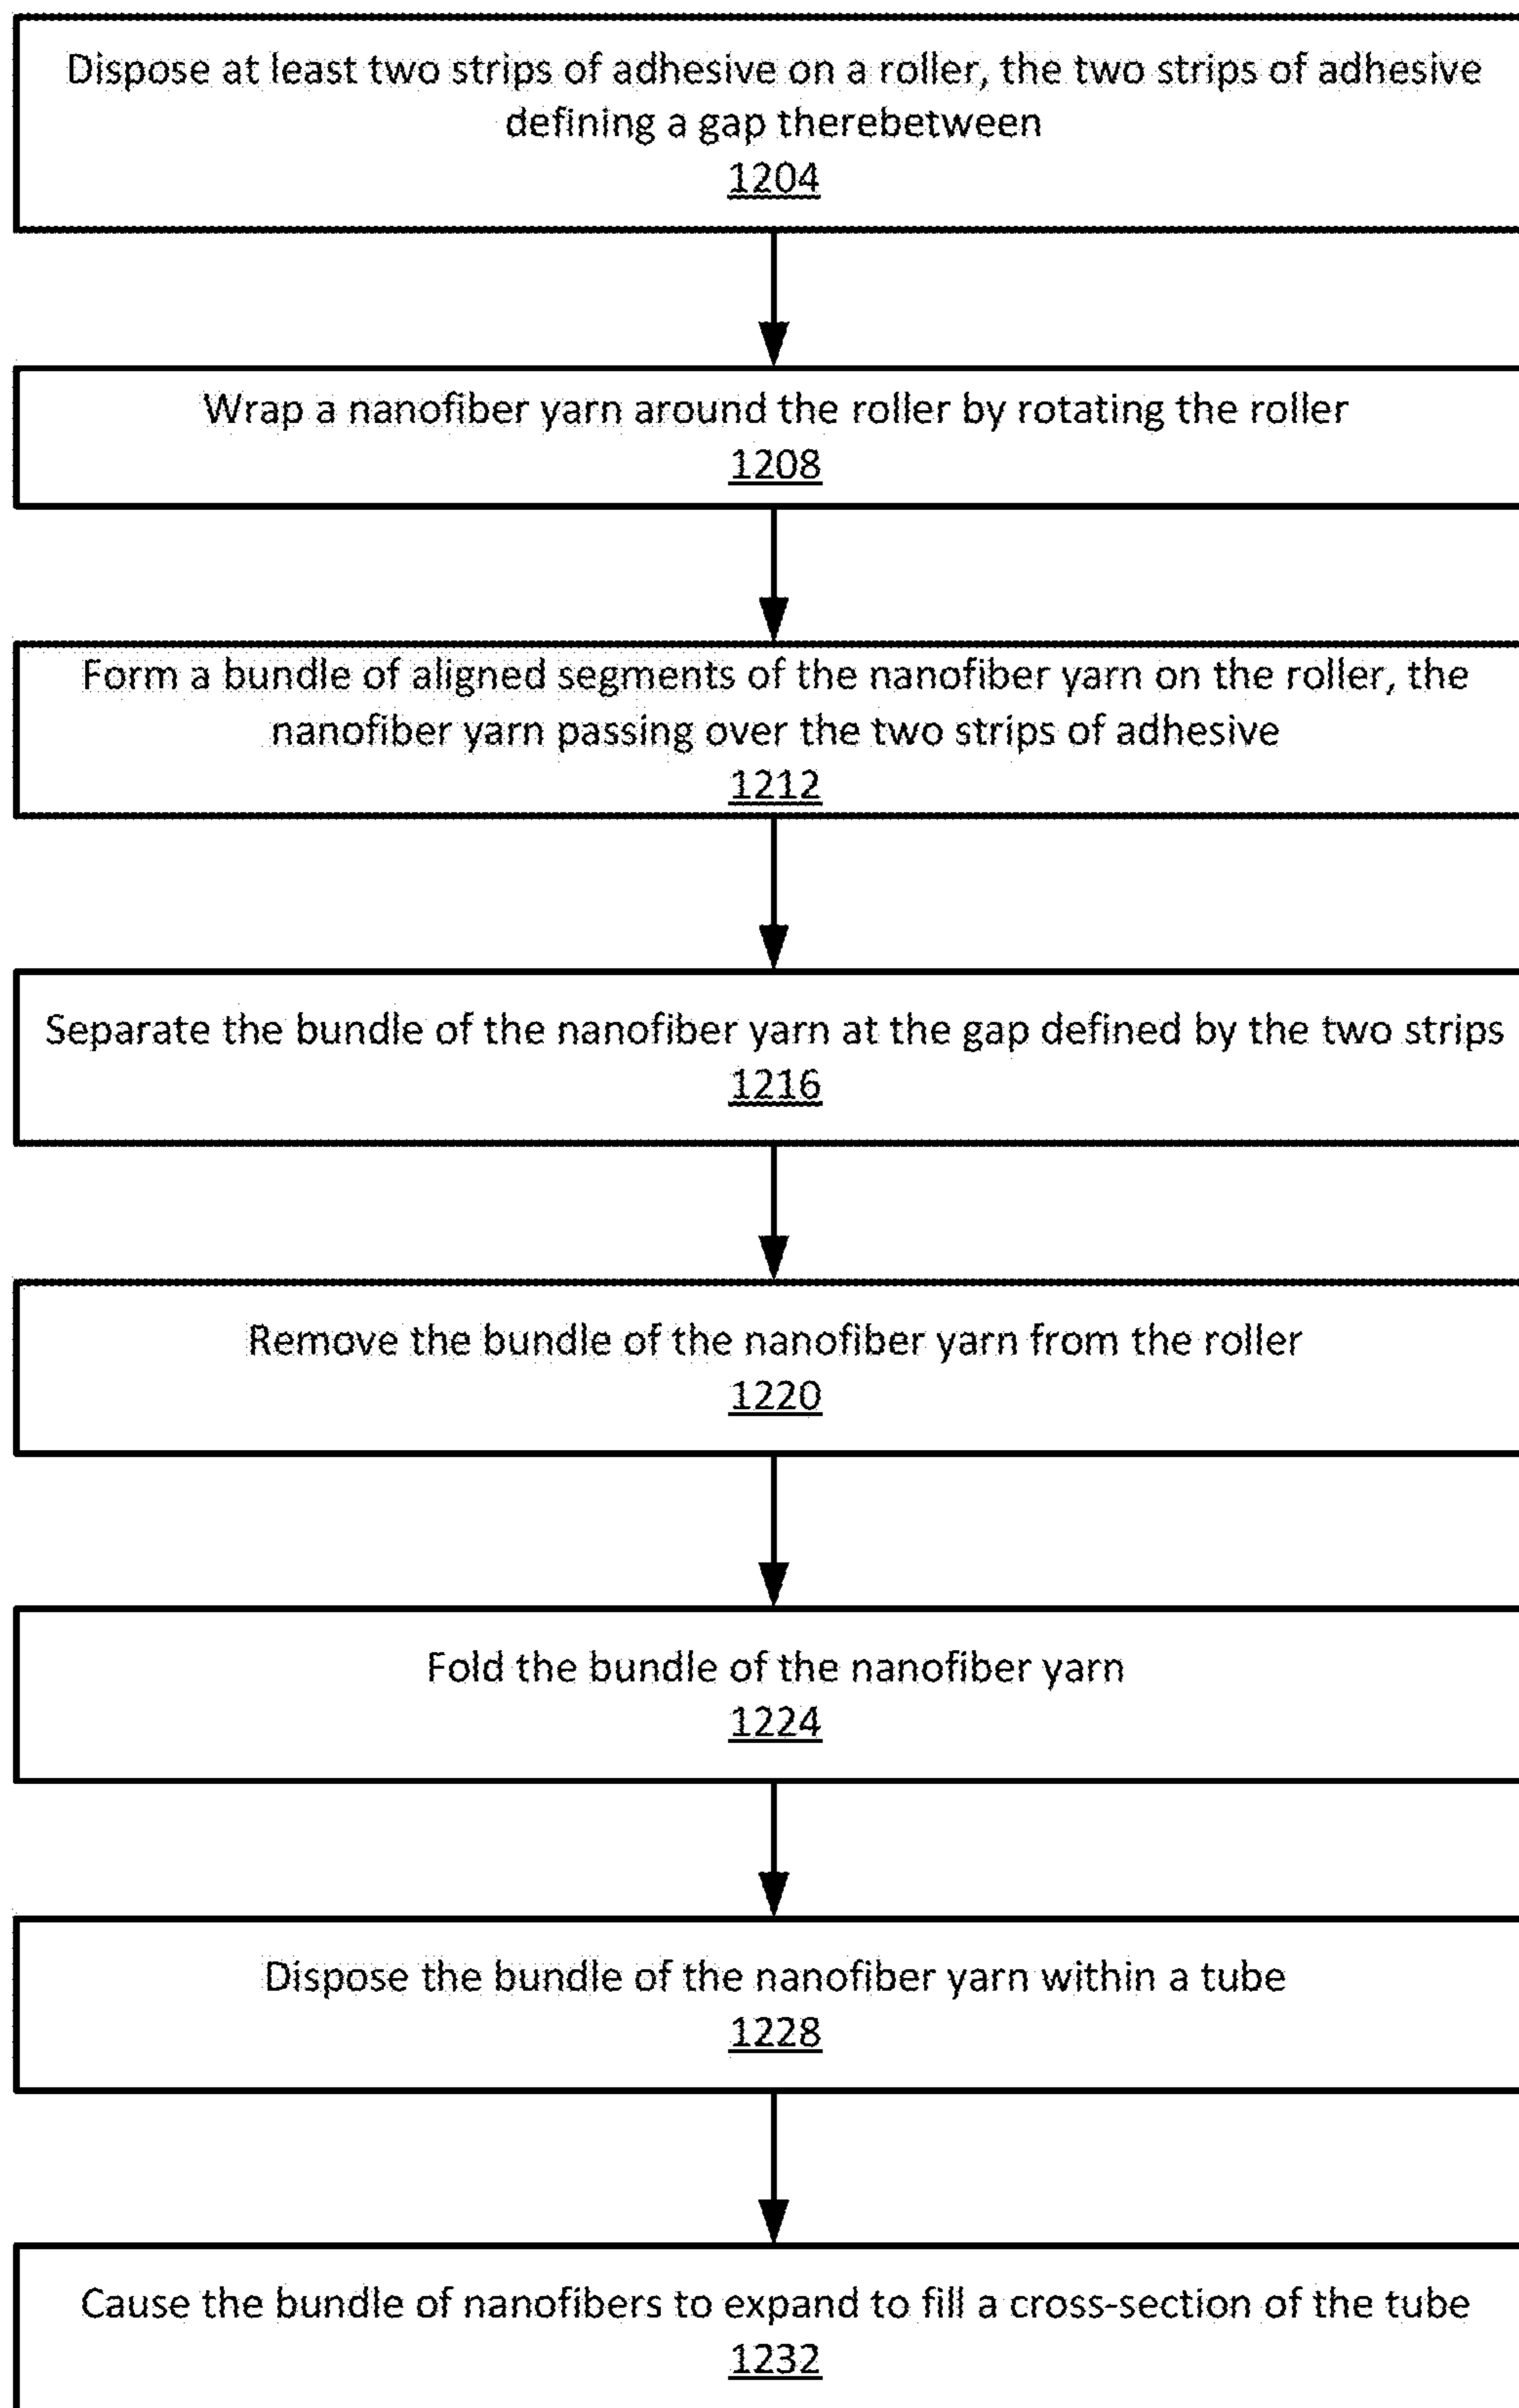 Dispose at least two strips of adhesive on a roller, the two strips of adhesive
defining a gap therebetween
1204
Wrap a nanofiber yarn around the roller by rotating the roller
1208
Form a bundle of aligned segments of the nanofiber yarn on the roller, the
nanofiber yarn passing over the two strips of adhesive
1212
Separate the bundle of the nanofiber yarn at the gap defined by the two strips
1216
Remove the bundle of the nanofiber yarn from the roller
1220
Fold the bundle of the nanofiber yarn
1224
Dispose the bundle of the nanofiber yarn within a tube
1228
Cause the bundle of nanofibers to expand to fill a cross-section of the tube
1232